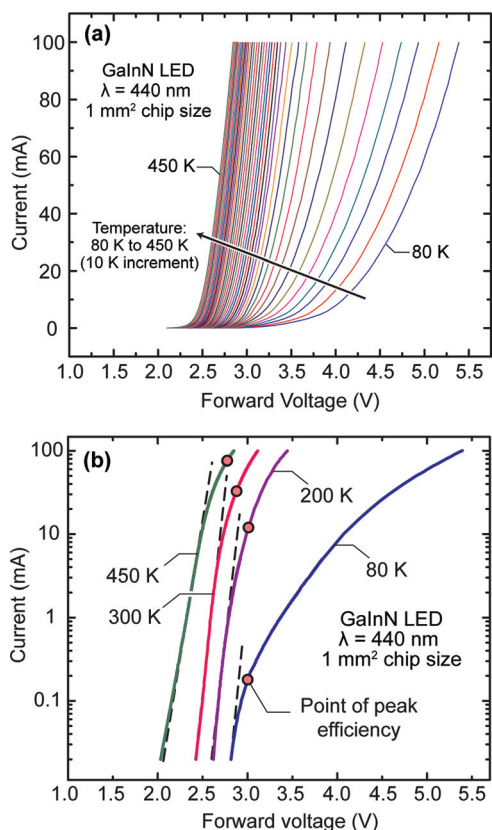 (a)
GaInN LED
λ = 440 nm
1 mm² chip size
450 K
Temperature:
80 K to 450 K
(10 K increment)
80 K
Current (mA)
100
80
60
40
20
0
1.0 1.5 2.0 2.5 3.0 3.5 4.0 4.5 5.0 5.5
Forward Voltage (V)
(b)
200 K
450 K
80 K
300 K
GaInN LED
λ = 440 nm
1 mm² chip size
Point of peak
efficiency
Current (mA)
100
10
1
0.1
1.0 1.5 2.0 2.5 3.0 3.5 4.0 4.5 5.0 5.5
Forward voltage (V)